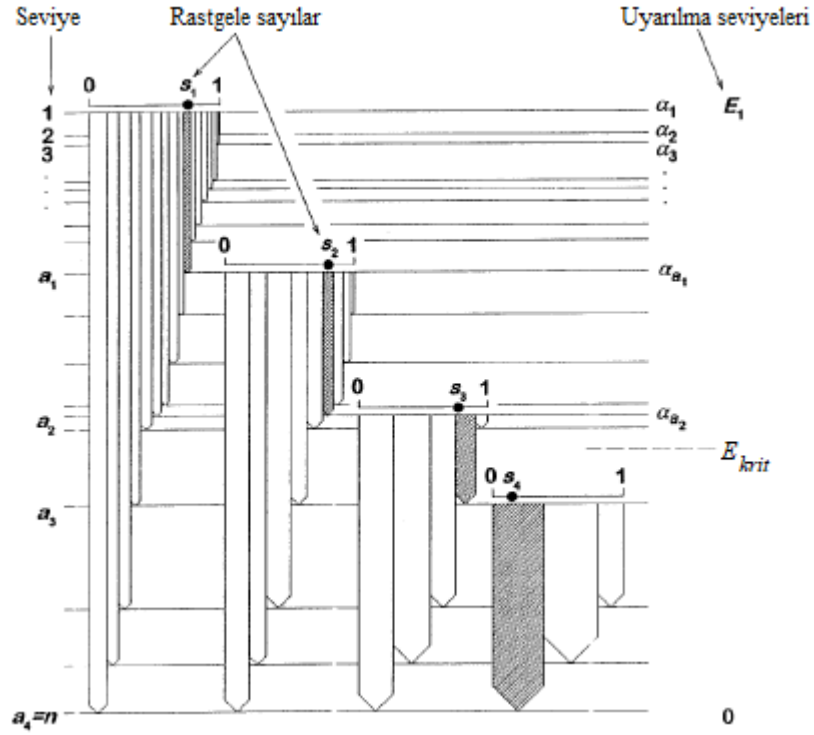 Seviye Rastgele sayılar Uyarılma seviyeleri
0 s₁ 1
1 α₁ E₁
2 α₂
3 α₃
. .
. .
. .
0 s₂ 1
a₁ αₐ₁
0 s₃ 1
a₂ αₐ₂
E krit
0 s₄ 1
a₃
a₄=n 0